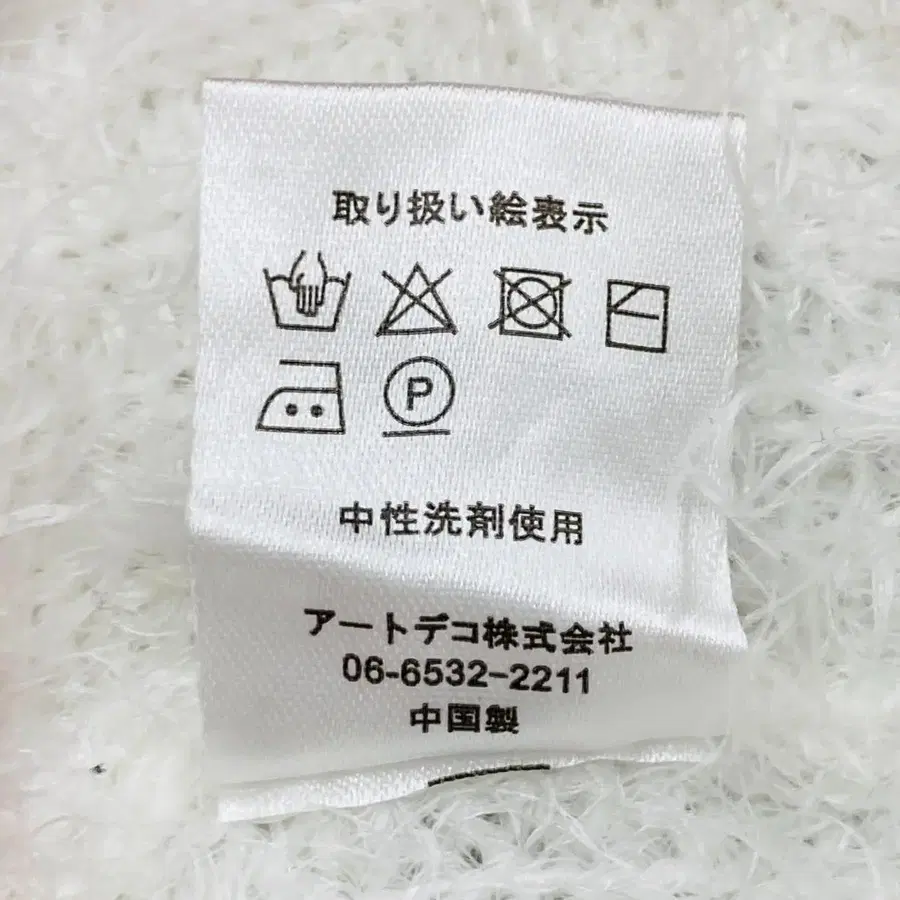 取り扱い絵表示
P
中性洗剤使用
アートデコ株式会社
06-6532-2211
中国製